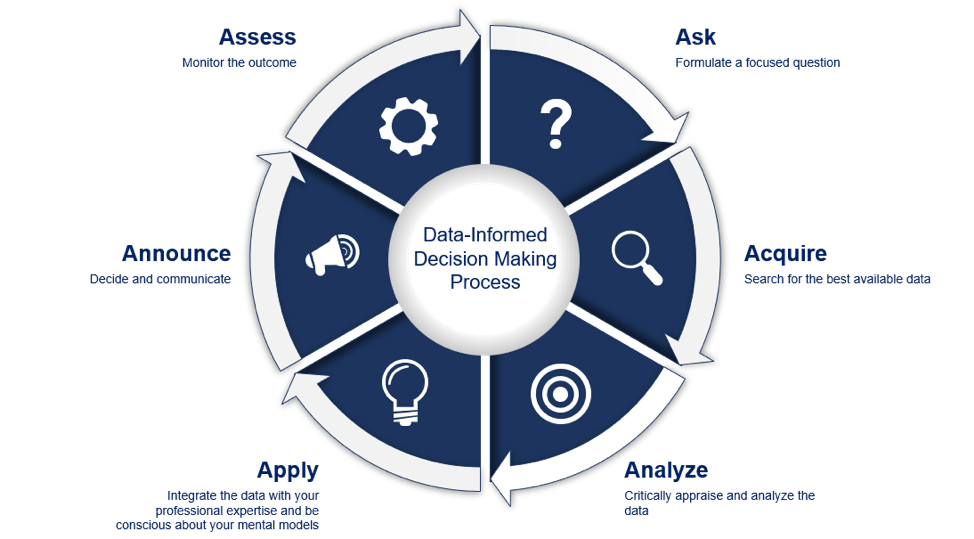 Assess
Monitor the outcome
Ask
Formulate a focused question
Data-Informed
Decision Making
Process
Announce
Decide and communicate
Acquire
Search for the best available data
Apply
Integrate the data with your
professional expertise and be
conscious about your mental models
Analyze
Critically appraise and analyze the
data